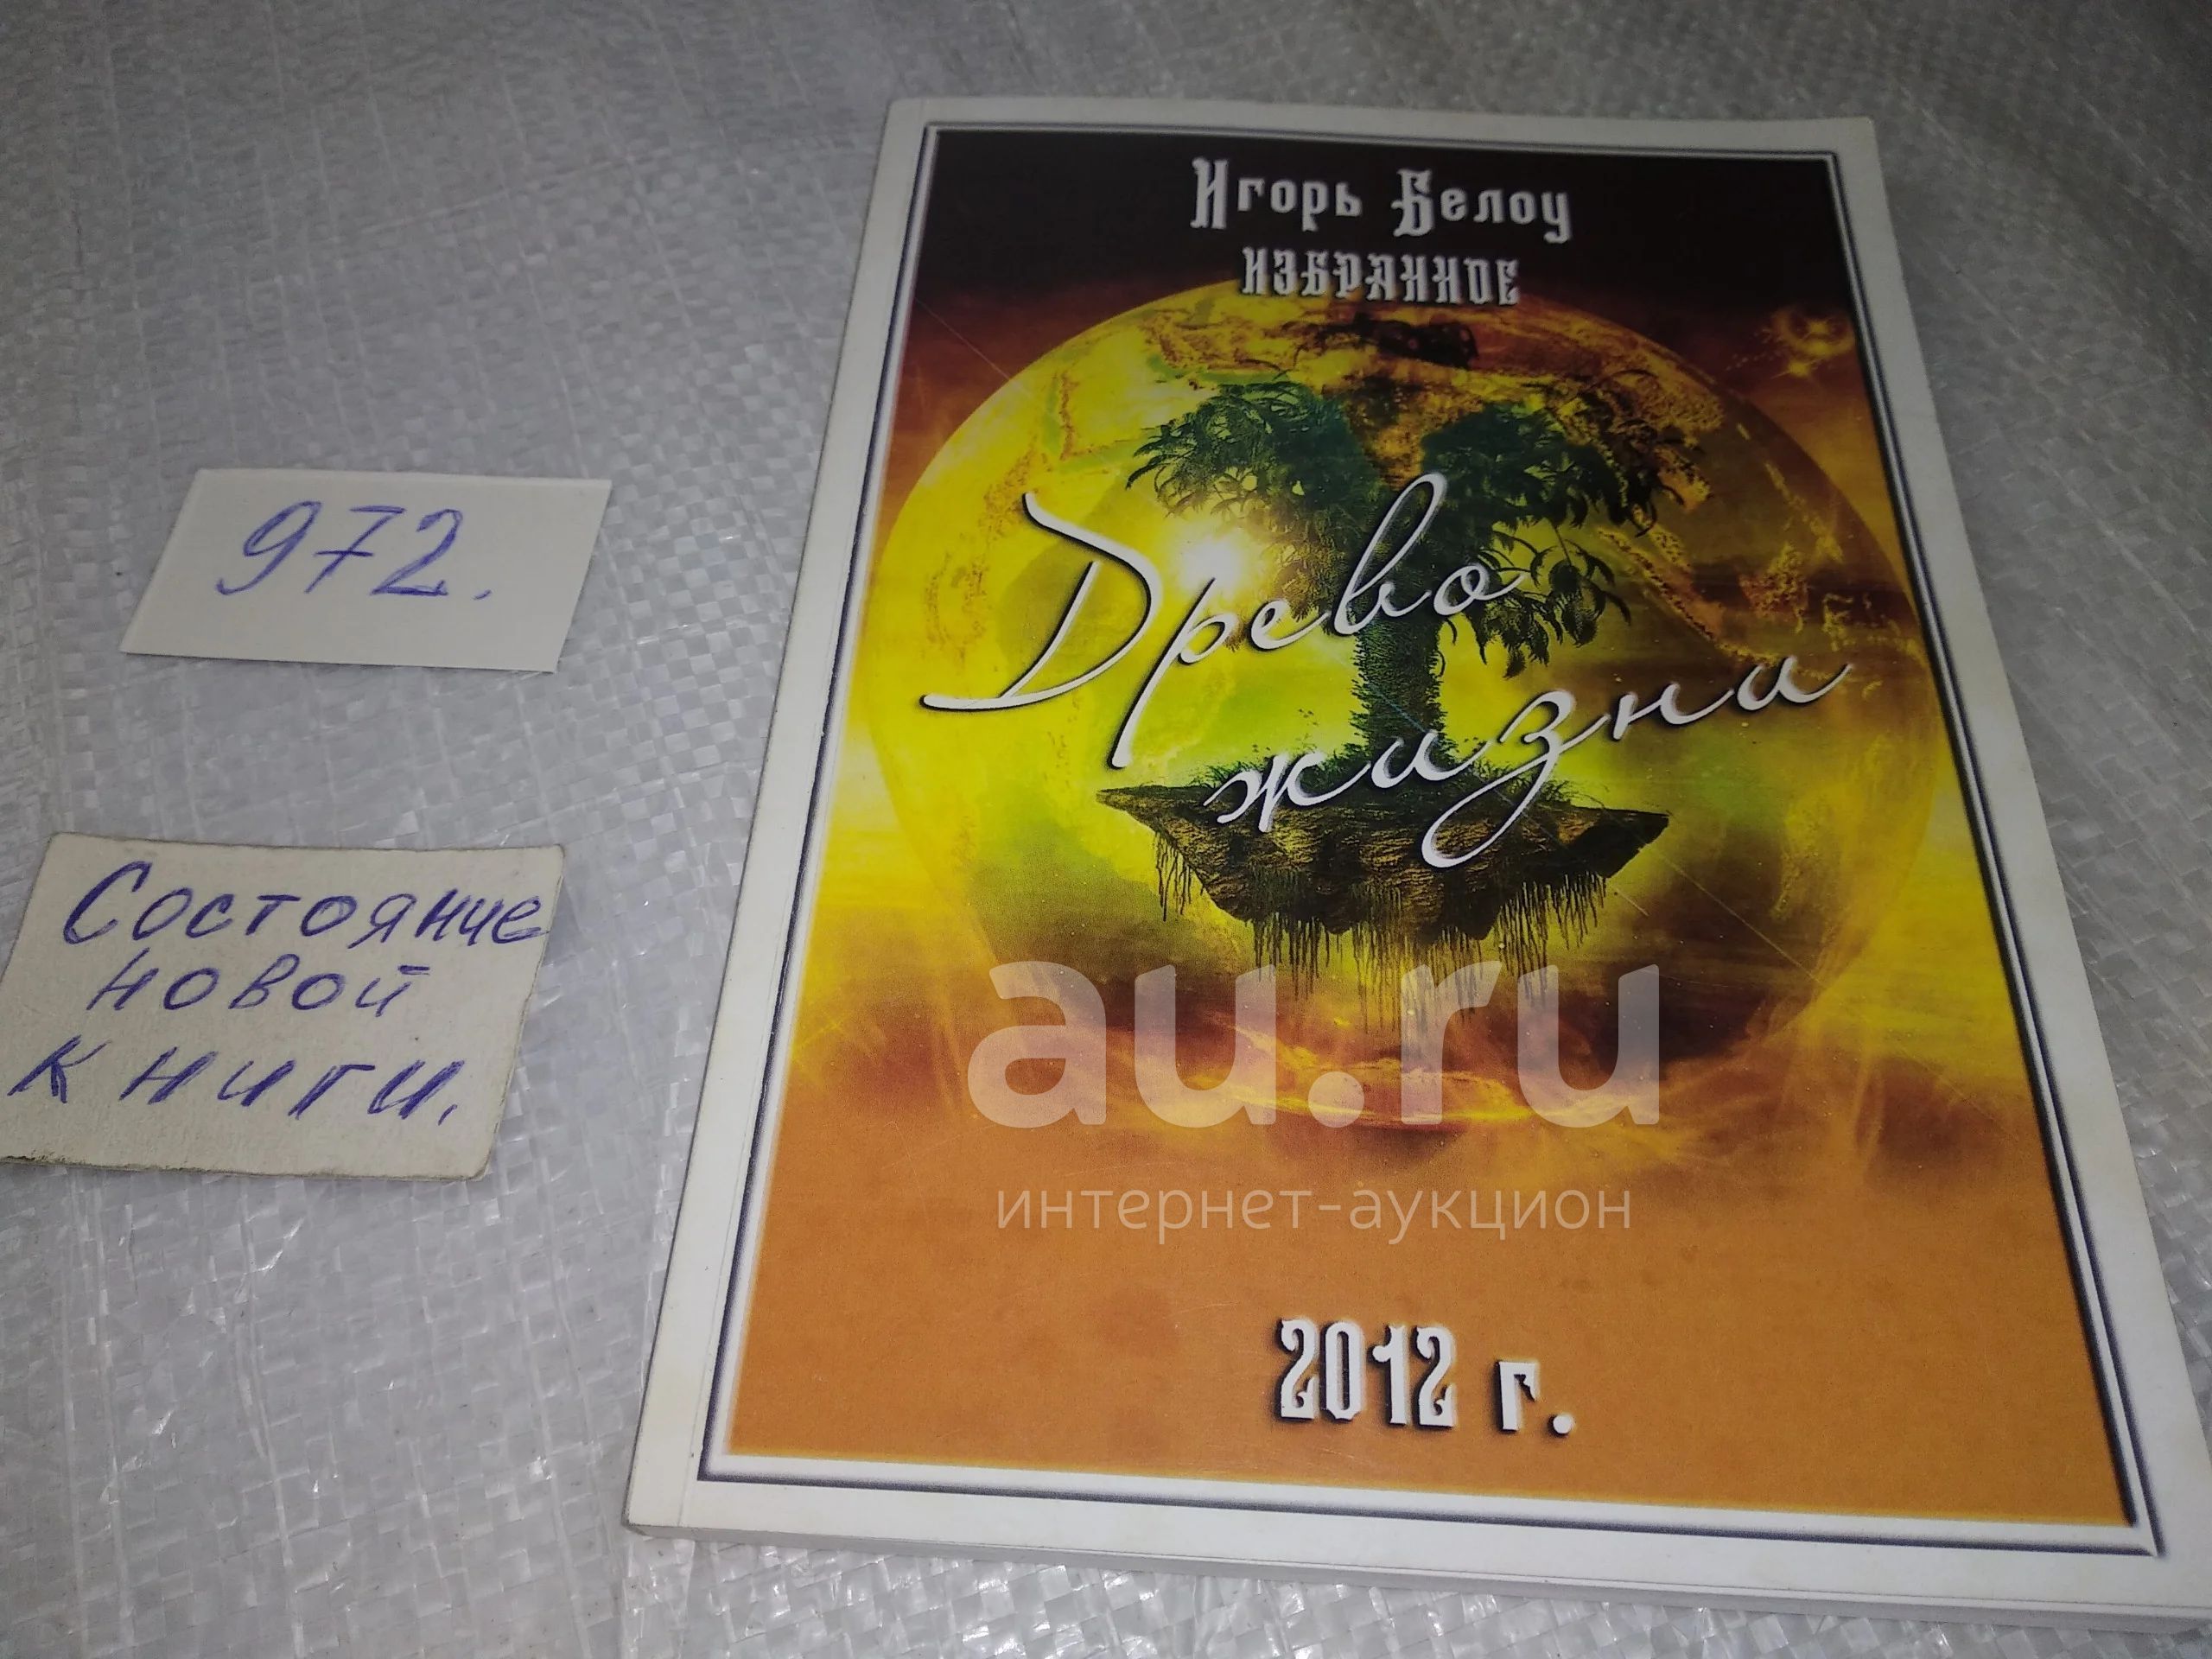 Игорь Белоу
ИЗБРАННОЕ
Древо
жизни
2012 г.
972.
Состояние
новой
книги.
au.ru
интернет-аукцион